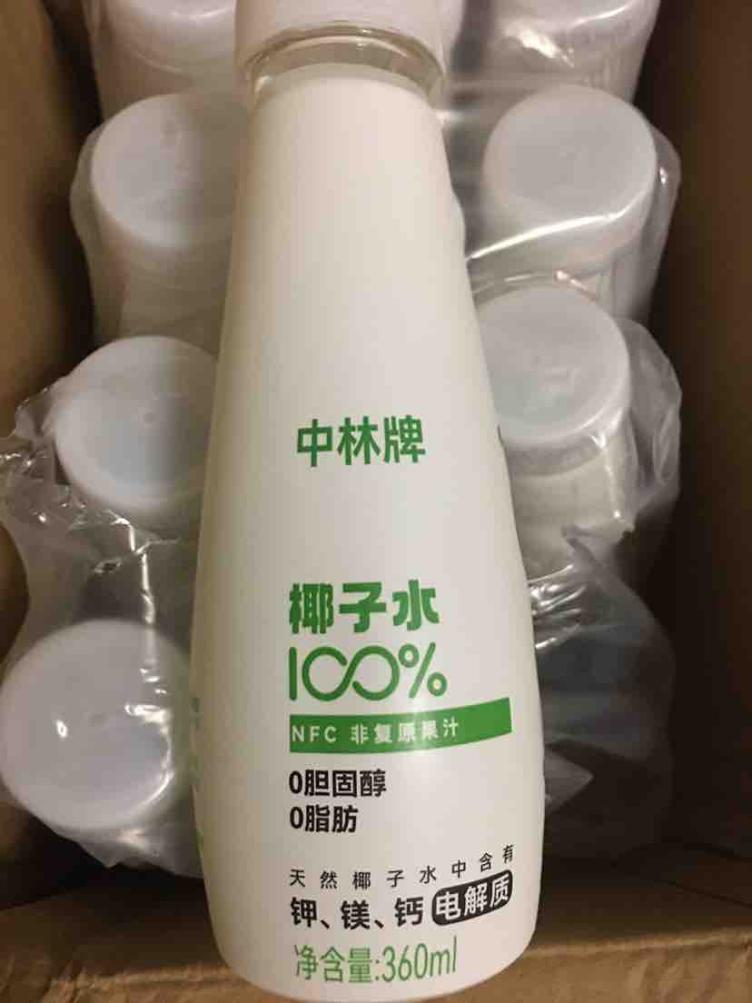 中林牌
椰子水
100%
NFC 非复原果汁
0胆固醇
0脂肪
天然椰子水中含有
钾、镁、钙 电解质
净含量:360ml